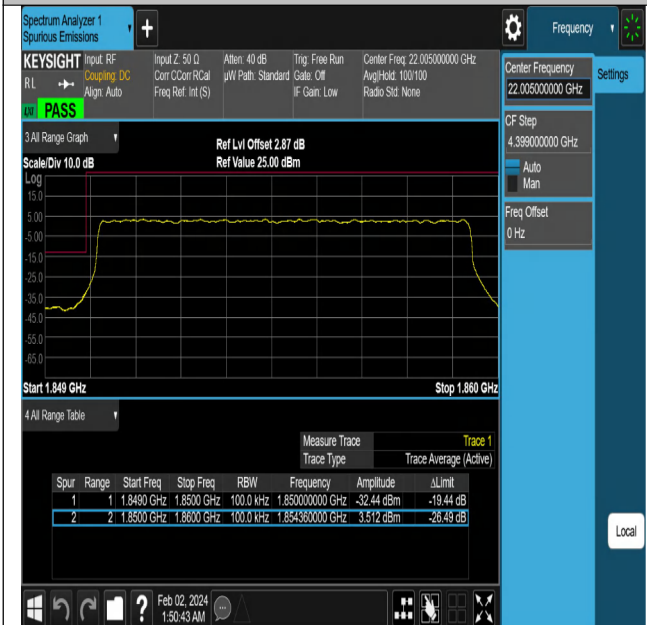 Spectrum Analyzer 1
Spurious Emissions
+
Frequency
KEYSIGHT
RL
Align: Auto
Input: RF
Coupling: DC
Input Z: 50 Ω
Corr CCorr RCal
Freq Ref: Int (S)
Atten: 40 dB
µW Path: Standard
Trig: Free Run
Gate: Off
IF Gain: Low
Center Freq: 22.005000000 GHz
Avg|Hold: 100/100
Radio Std: None
PASS
Center Frequency
22.005000000 GHz
Settings
CF Step
4.399000000 GHz
Auto
Man
Freq Offset
0 Hz
3 All Range Graph
Scale/Div 10.0 dB
Ref Lvl Offset 2.87 dB
Ref Value 25.00 dBm
Log
15.0
5.00
-5.00
-15.0
-25.0
-35.0
-45.0
-55.0
-65.0
Start 1.849 GHz
Stop 1.860 GHz
4 All Range Table
Measure Trace Trace 1
Trace Type Trace Average (Active)
Spur Range Start Freq Stop Freq RBW Frequency Amplitude ΔLimit
1 1 1.8490 GHz 1.8500 GHz 100.0 kHz 1.850000000 GHz -32.44 dBm -19.44 dB
2 2 1.8500 GHz 1.8600 GHz 100.0 kHz 1.854360000 GHz 3.512 dBm -26.49 dB
Local
?
Feb 02, 2024
1:50:43 AM